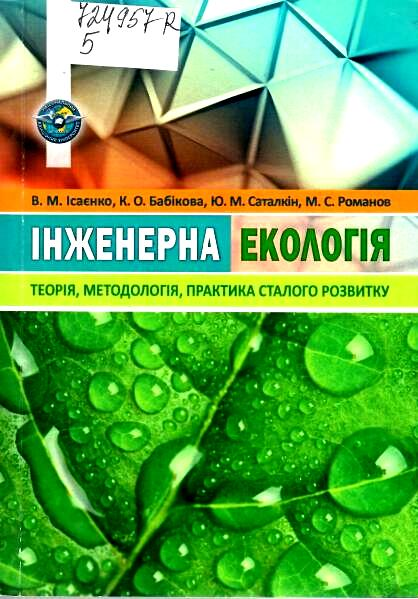 724957 R
5
В. М. Ісаєнко, К. О. Бабікова, Ю. М. Саталкін, М. С. Романов
ІНЖЕНЕРНА ЕКОЛОГІЯ
ТЕОРІЯ, МЕТОДОЛОГІЯ, ПРАКТИКА СТАЛОГО РОЗВИТКУ